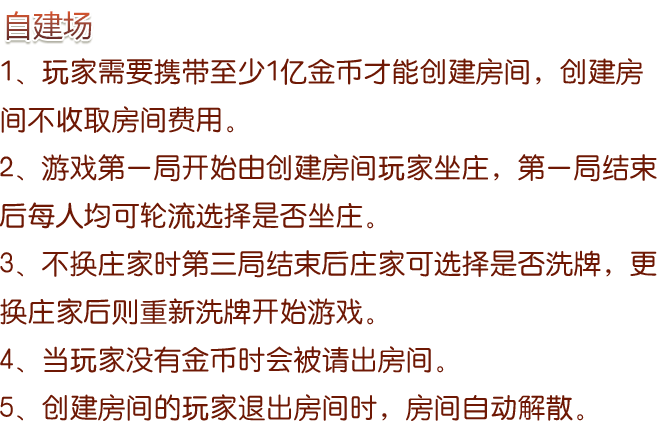 自建场
1、玩家需要携带至少1亿金币才能创建房间，创建房
间不收取房间费用。
2、游戏第一局开始由创建房间玩家坐庄，第一局结束
后每人均可轮流选择是否坐庄。
3、不换庄家时第三局结束后庄家可选择是否洗牌，更
换庄家后则重新洗牌开始游戏。
4、当玩家没有金币时会被请出房间。
5、创建房间的玩家退出房间时，房间自动解散。